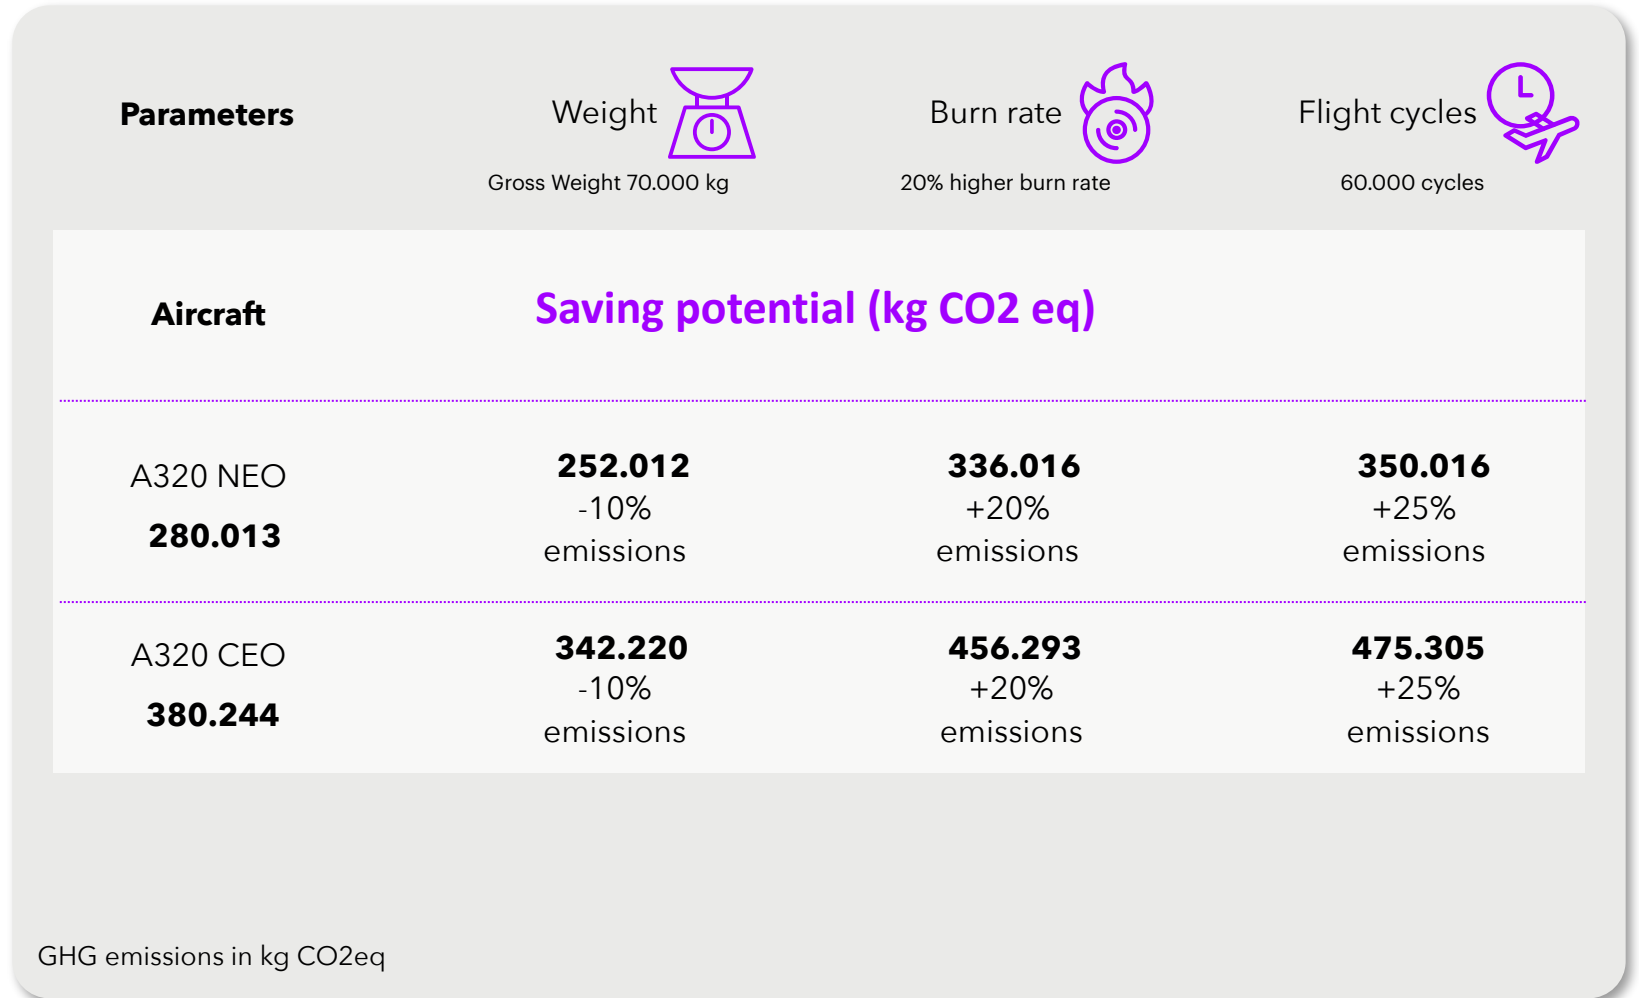 Parameters
Weight
Burn rate
Flight cycles
Gross Weight 70.000 kg
20% higher burn rate
60.000 cycles
Aircraft
Saving potential (kg CO2 eq)
A320 NEO
280.013
252.012
-10%
emissions
336.016
+20%
emissions
350.016
+25%
emissions
A320 CEO
380.244
342.220
-10%
emissions
456.293
+20%
emissions
475.305
+25%
emissions
GHG emissions in kg CO2eq